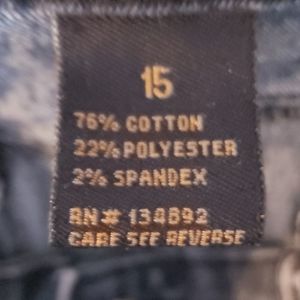 15
76% COTTON
22% POLYESTER
2% SPANDEX
RN# 134892
CARE SEE REVERSE